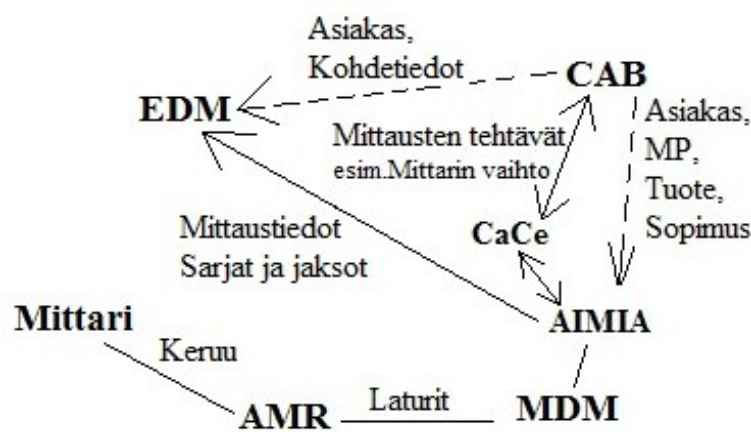 Asiakas,
Kohdetiedot
CAB
EDM
Asiakas,
MP,
Tuote,
Sopimus
Mittausten tehtävät
esim.Mittarin vaihto
CaCe
Mittaustiedot
Sarjat ja jaksot
Mittari
AIMIA
Keruu
AMR
Laturit
MDM